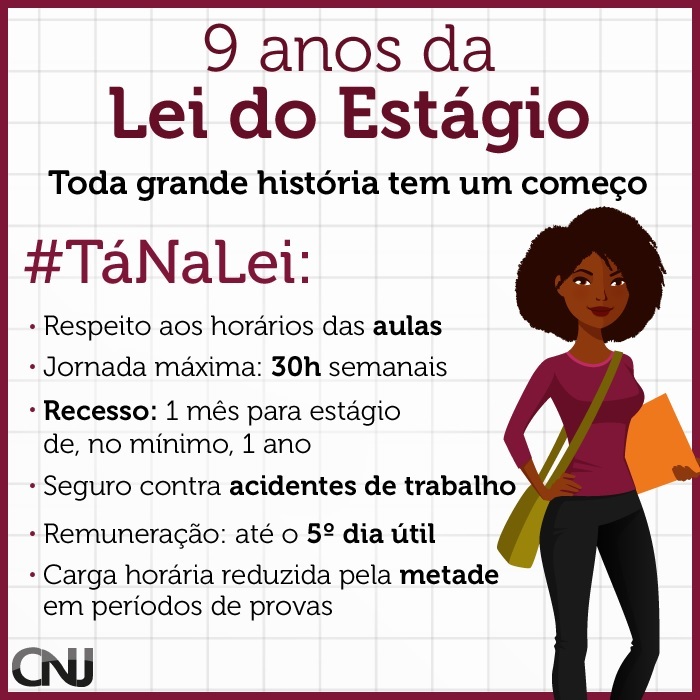 9 anos da
Lei do Estágio
Toda grande história tem um começo
#TáNaLei:
• Respeito aos horários das aulas
• Jornada máxima: 30h semanais
• Recesso: 1 mês para estágio
de, no mínimo, 1 ano
• Seguro contra acidentes de trabalho
• Remuneração: até o 5º dia útil
• Carga horária reduzida pela metade
em períodos de provas
CNJ